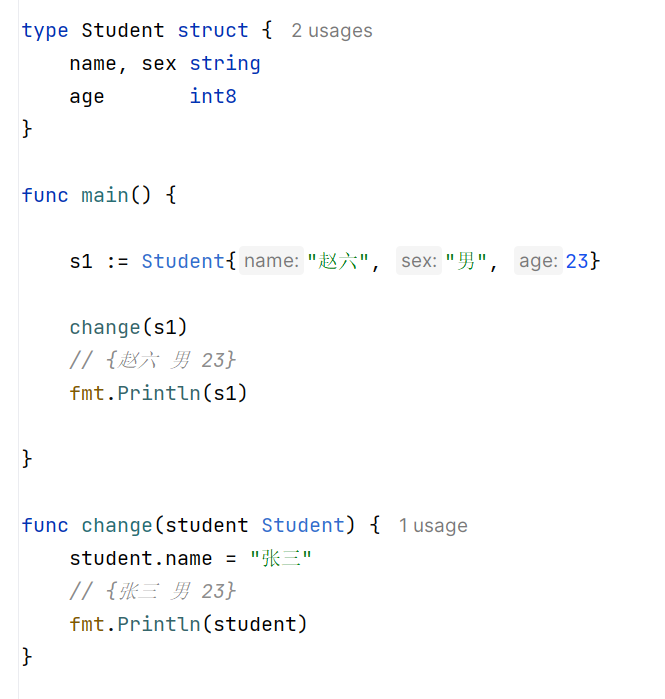 type Student struct { 2 usages
name, sex string
age int8
}
func main() {
s1 := Student{name: "赵六", sex: "男", age: 23}
change(s1)
// {赵六 男 23}
fmt.Println(s1)
}
func change(student Student) { 1 usage
student.name = "张三"
// {张三 男 23}
fmt.Println(student)
}